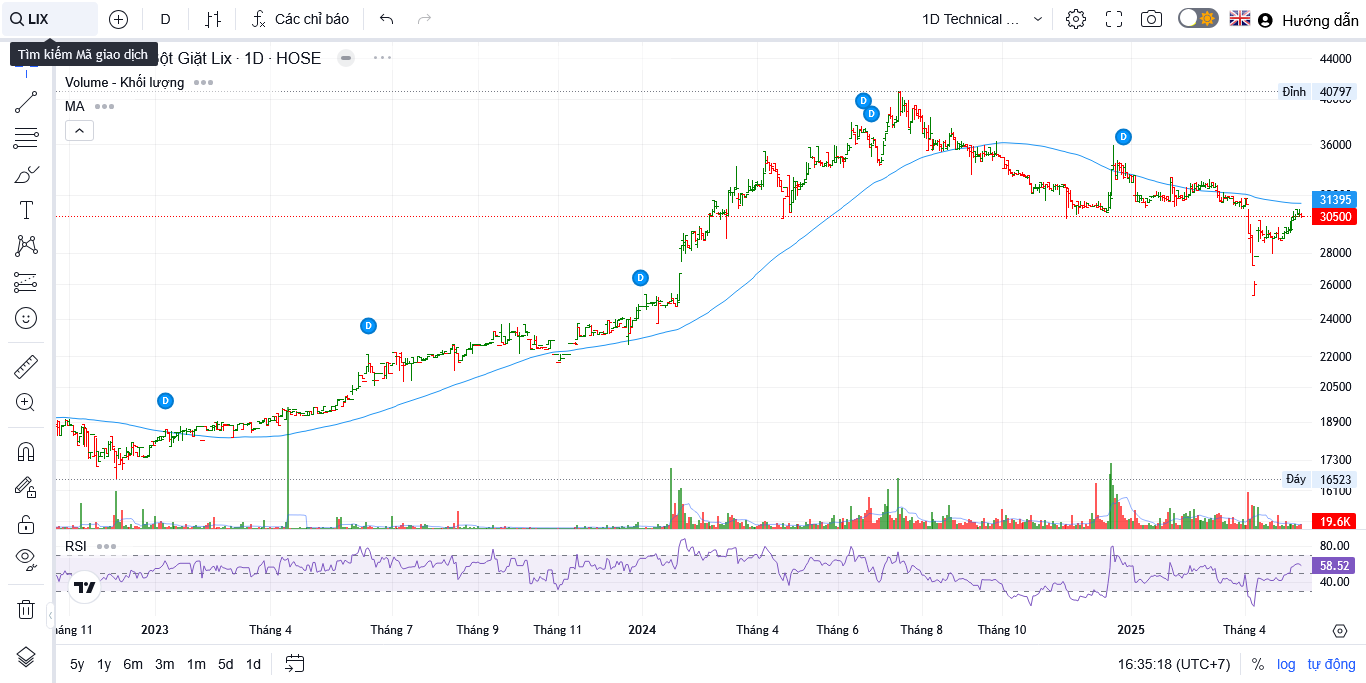 LIX
D
Các chỉ báo
1D Technical ...
Hướng dẫn
Tìm kiếm Mã giao dịch
ột Giặt Lix · 1D · HOSE
Volume - Khối lượng
MA
D
D
D
D
D
D
44000
Đỉnh 40797
36000
31395
30500
28000
26000
24000
22000
20500
18900
17300
Đáy 16523
16100
19.6K
RSI
80.00
58.52
40.00
háng 11 2023 Tháng 4 Tháng 7 Tháng 9 Tháng 11 2024 Tháng 4 Tháng 6 Tháng 8 Tháng 10 2025 Tháng 4
5y 1y 6m 3m 1m 5d 1d
16:35:18 (UTC+7) % log tự động